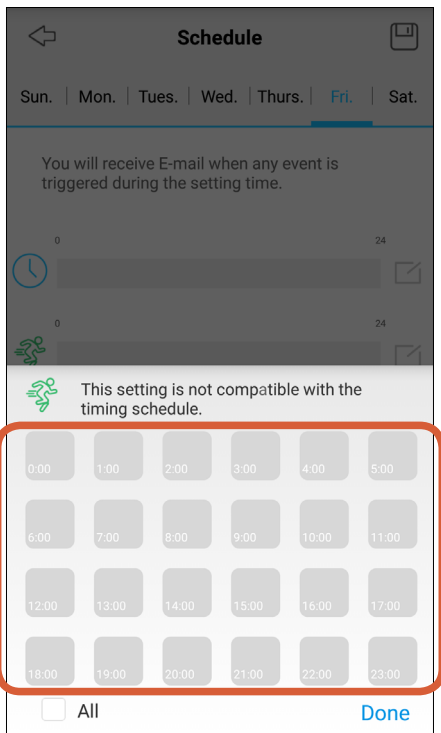 Schedule
Sun. Mon. Tues. Wed. Thurs. Fri. Sat.
You will receive E-mail when any event is
triggered during the setting time.
0 24
0 24
This setting is not compatible with the
timing schedule.
0:00 1:00 2:00 3:00 4:00 5:00
6:00 7:00 8:00 9:00 10:00 11:00
12:00 13:00 14:00 15:00 16:00 17:00
18:00 19:00 20:00 21:00 22:00 23:00
All Done